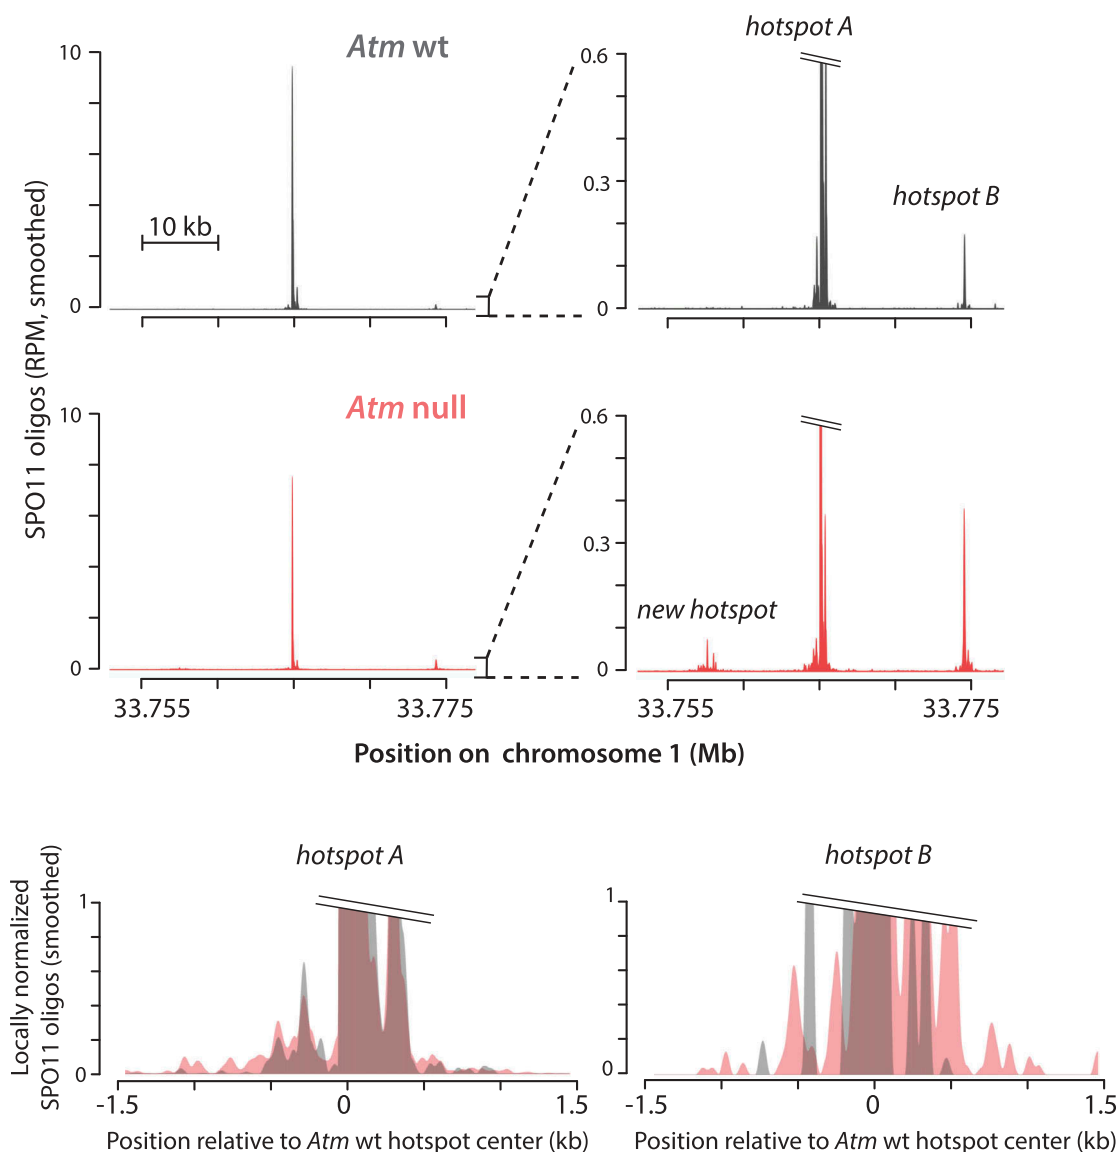 hotspot A
Atm wt
10
0.6
10 kb
0.3
hotspot B
0
0
SPO11 oligos (RPM, smoothed)
Atm null
10
0.6
0.3
new hotspot
0
0
33.755
33.775
33.755
33.775
Position on chromosome 1 (Mb)
hotspot A
hotspot B
Locally normalized
SPO11 oligos (smoothed)
1
0
-1.5
0
1.5
1
0
-1.5
0
1.5
Position relative to Atm wt hotspot center (kb)
Position relative to Atm wt hotspot center (kb)